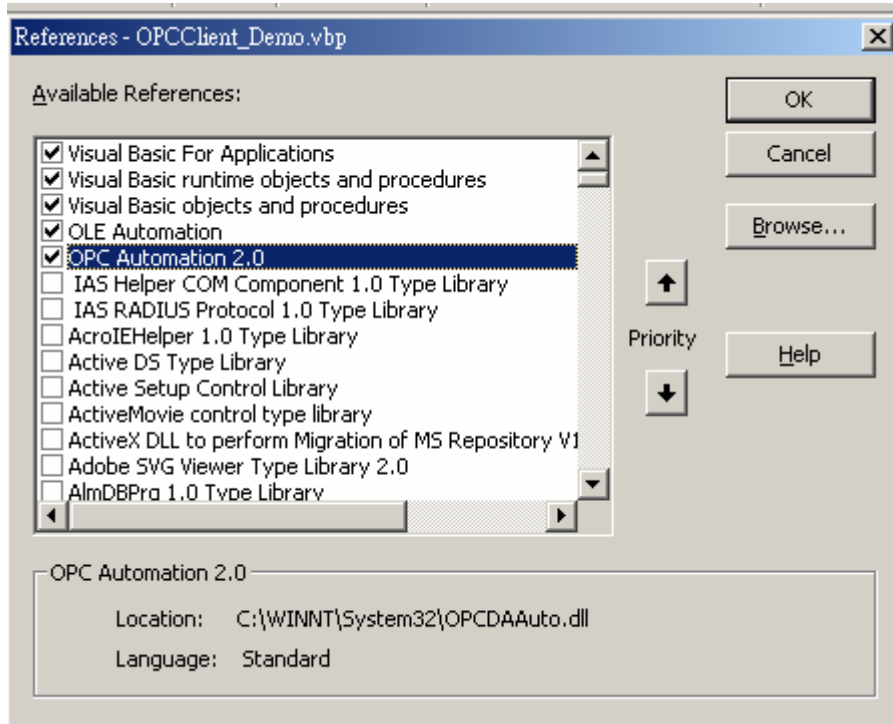 References - OPCClient_Demo.vbp
Available References:
Visual Basic For Applications
Visual Basic runtime objects and procedures
Visual Basic objects and procedures
OLE Automation
OPC Automation 2.0
IAS Helper COM Component 1.0 Type Library
IAS RADIUS Protocol 1.0 Type Library
AcroIEHelper 1.0 Type Library
Active DS Type Library
Active Setup Control Library
ActiveMovie control type library
ActiveX DLL to perform Migration of MS Repository V1
Adobe SVG Viewer Type Library 2.0
AlmDBPrg 1.0 Type Library
OK
Cancel
Browse...
Priority
Help
OPC Automation 2.0
Location: C:\WINNT\System32\OPCDAAuto.dll
Language: Standard